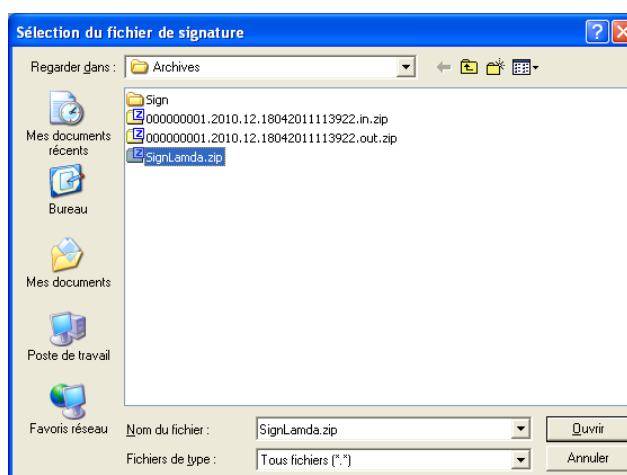 Sélection du fichier de signature
Regarder dans :
Archives
Sign
000000001.2010.12.18042011113922.in.zip
000000001.2010.12.18042011113922.out.zip
SignLamda.zip
Mes documents
récents
Bureau
Mes documents
Poste de travail
Favoris réseau
Nom du fichier :
SignLamda.zip
Ouvrir
Fichiers de type :
Tous fichiers (*.*)
Annuler